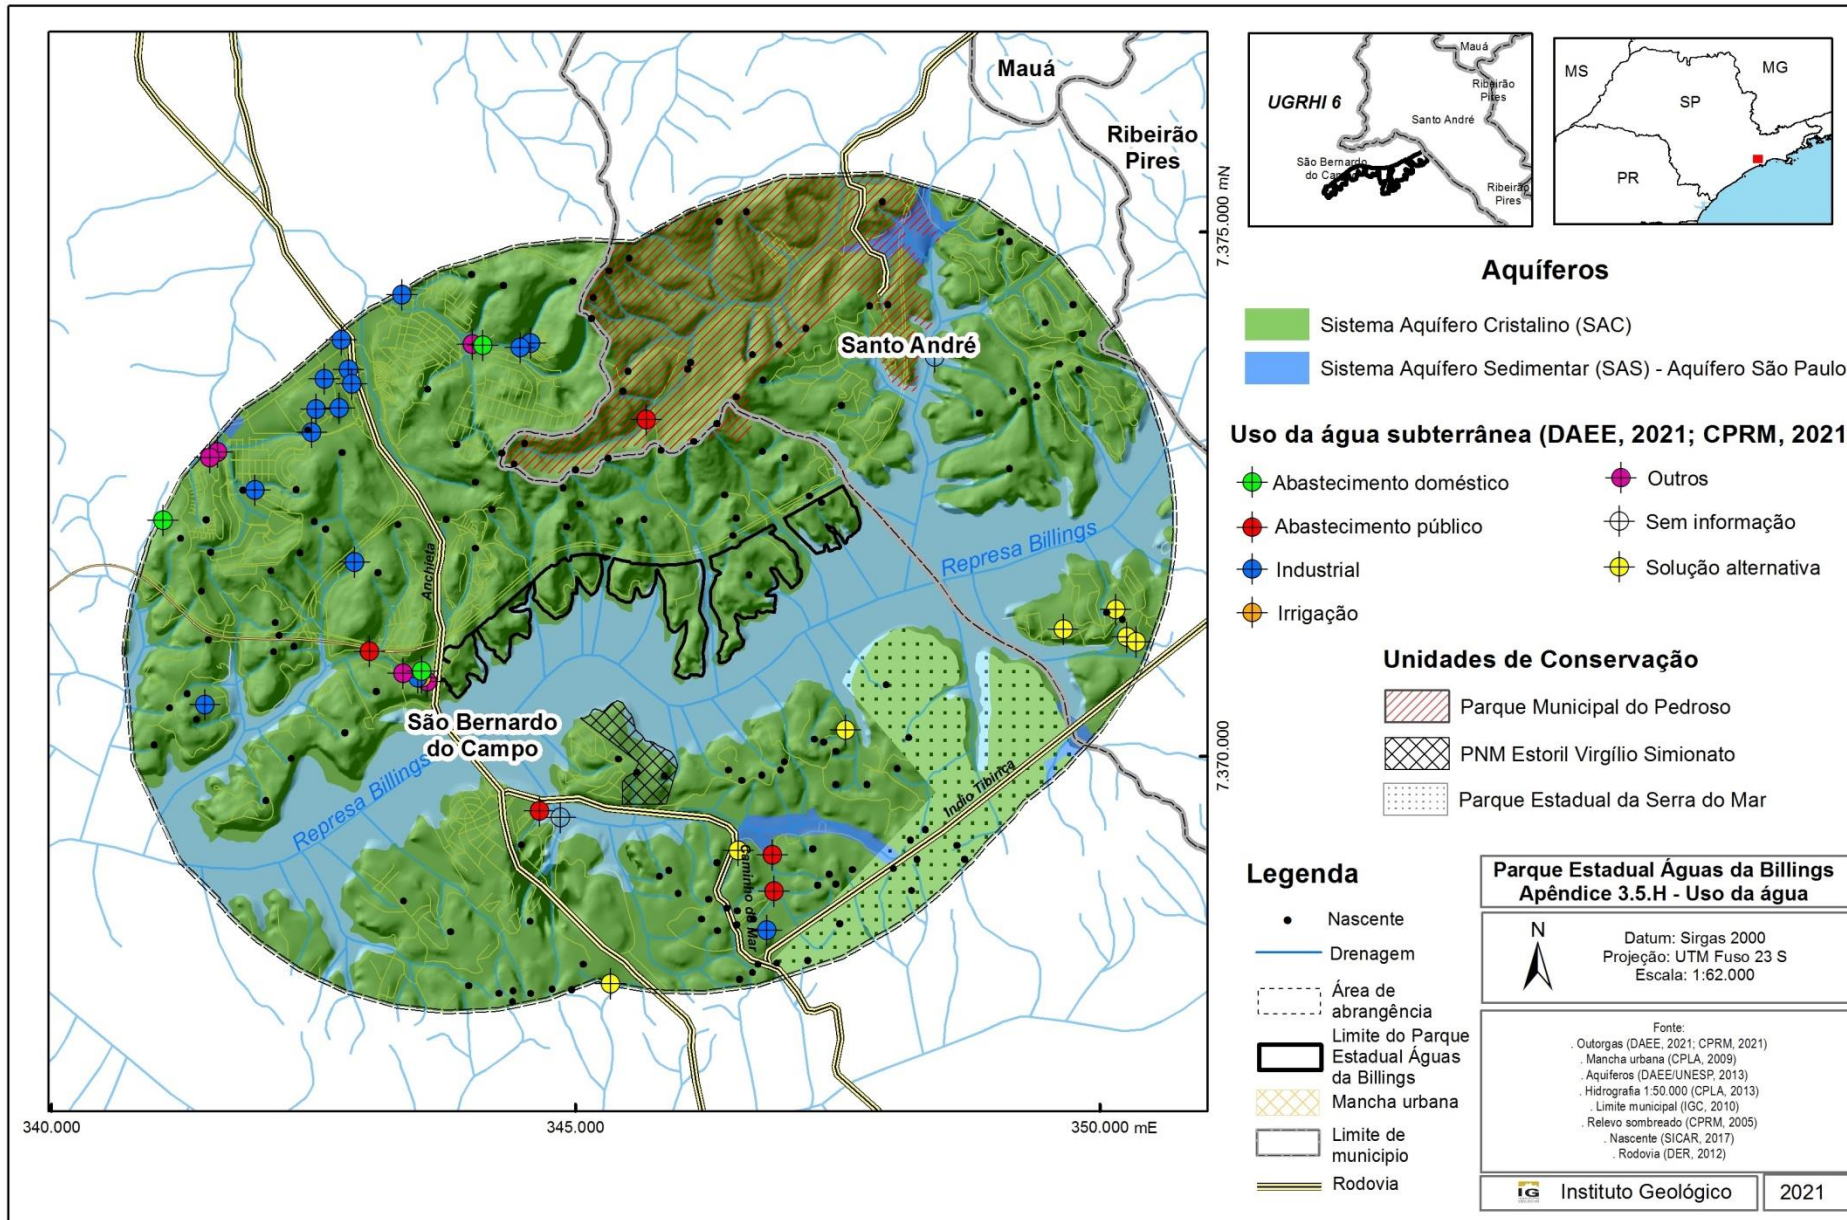 Mauá
Ribeirão
Pires
Santo André
São Bernardo
do Campo
Represa Billings
Represa Billings
Anchieta
Caminho do Mar
Indio Tibiriça
7.375.000 mN
7.370.000
340.000
345.000
350.000 mE
UGRHI 6
Mauá
Ribeirão
Pires
Santo André
São Bernardo
do Campo
Ribeirão
Pires
MS
MG
SP
PR
Aquíferos
Sistema Aquífero Cristalino (SAC)
Sistema Aquífero Sedimentar (SAS) - Aquífero São Paulo
Uso da água subterrânea (DAEE, 2021; CPRM, 2021
Abastecimento doméstico
Abastecimento público
Industrial
Irrigação
Outros
Sem informação
Solução alternativa
Unidades de Conservação
Parque Municipal do Pedroso
PNM Estoril Virgílio Simionato
Parque Estadual da Serra do Mar
Legenda
Nascente
Drenagem
Área de
abrangência
Limite do Parque
Estadual Águas
da Billings
Mancha urbana
Limite de
municipio
Rodovia
Parque Estadual Águas da Billings
Apêndice 3.5.H - Uso da água
N
Datum: Sirgas 2000
Projeção: UTM Fuso 23 S
Escala: 1:62.000
Fonte:
. Outorgas (DAEE, 2021; CPRM, 2021)
. Mancha urbana (CPLA, 2009)
. Aquiferos (DAEE/UNESP, 2013)
. Hidrografia 1:50.000 (CPLA, 2013)
. Limite municipal (IGC, 2010)
. Relevo sombreado (CPRM, 2005)
. Nascente (SICAR, 2017)
. Rodovia (DER, 2012)
IG
Instituto Geológico
2021